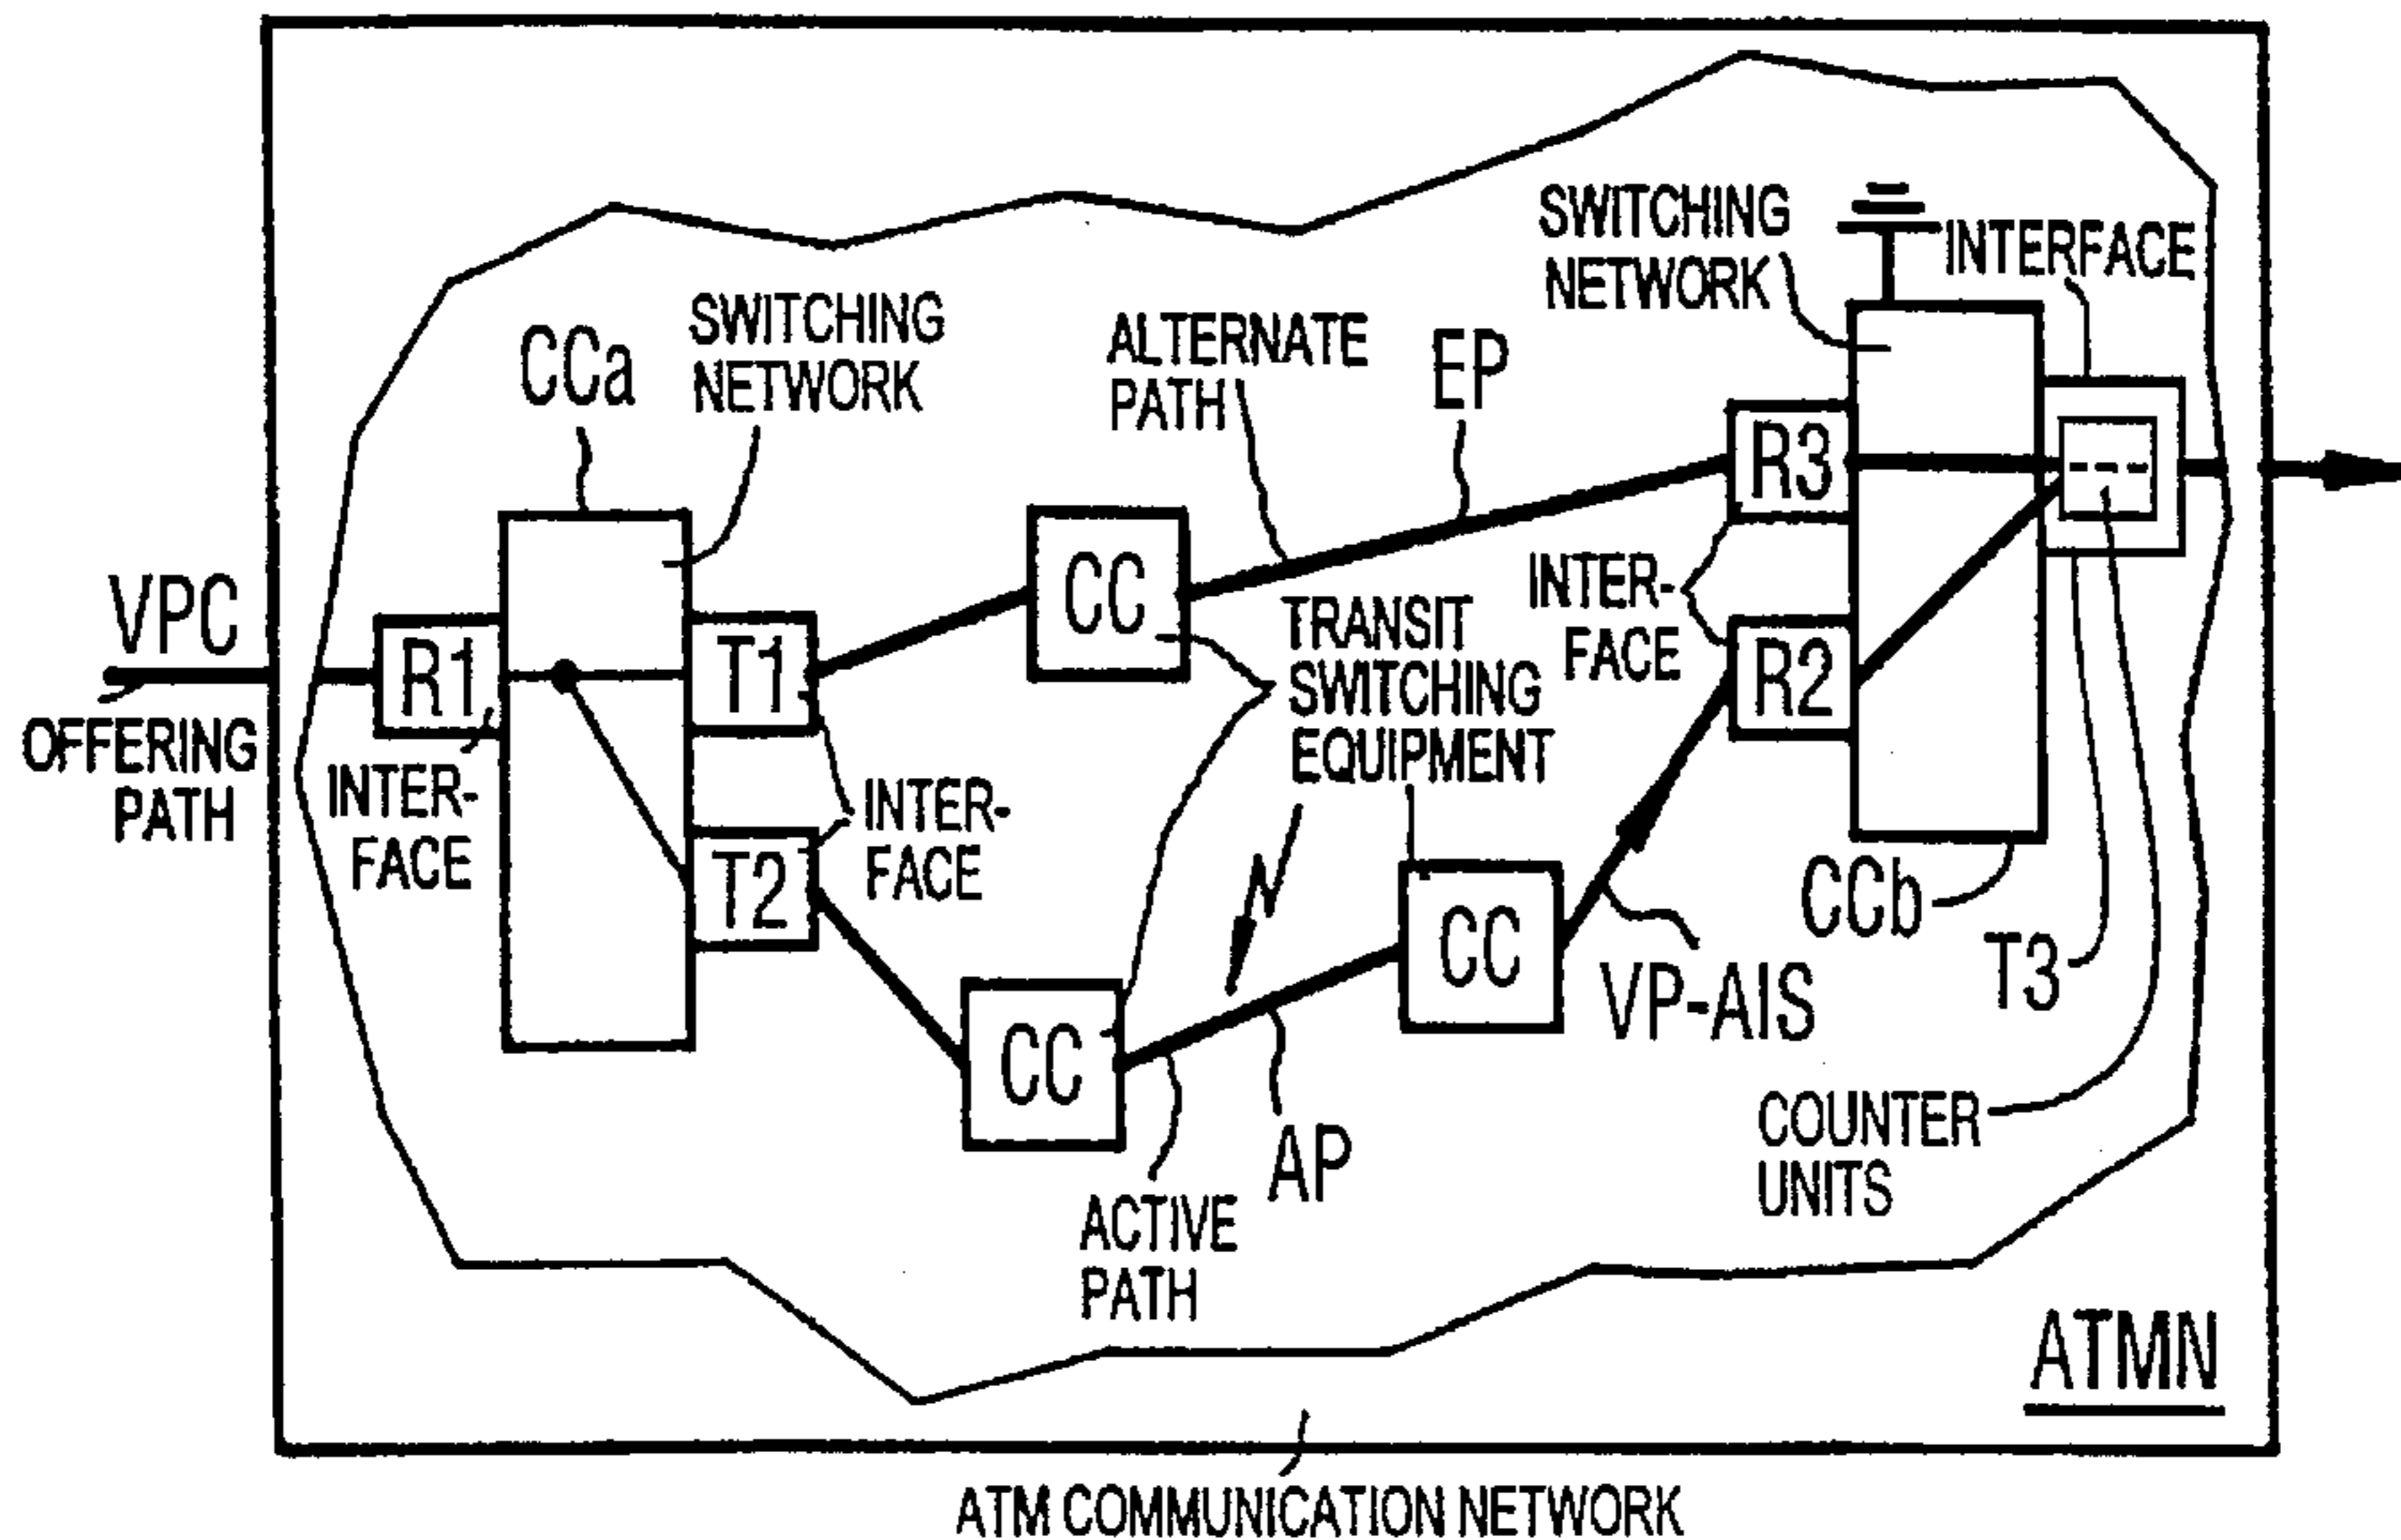 SWITCHING
NETWORK
INTERFACE
CCa
SWITCHING
NETWORK
ALTERNATE
PATH
EP
R3
VPC
OFFERING
PATH
R1
INTER-
FACE
T1
T2
INTER-
FACE
CC
TRANSIT
SWITCHING
EQUIPMENT
INTER-
FACE
R2
CC
CC
VP-AIS
CCb
T3
ACTIVE
PATH
AP
COUNTER
UNITS
ATMN
ATM COMMUNICATION NETWORK